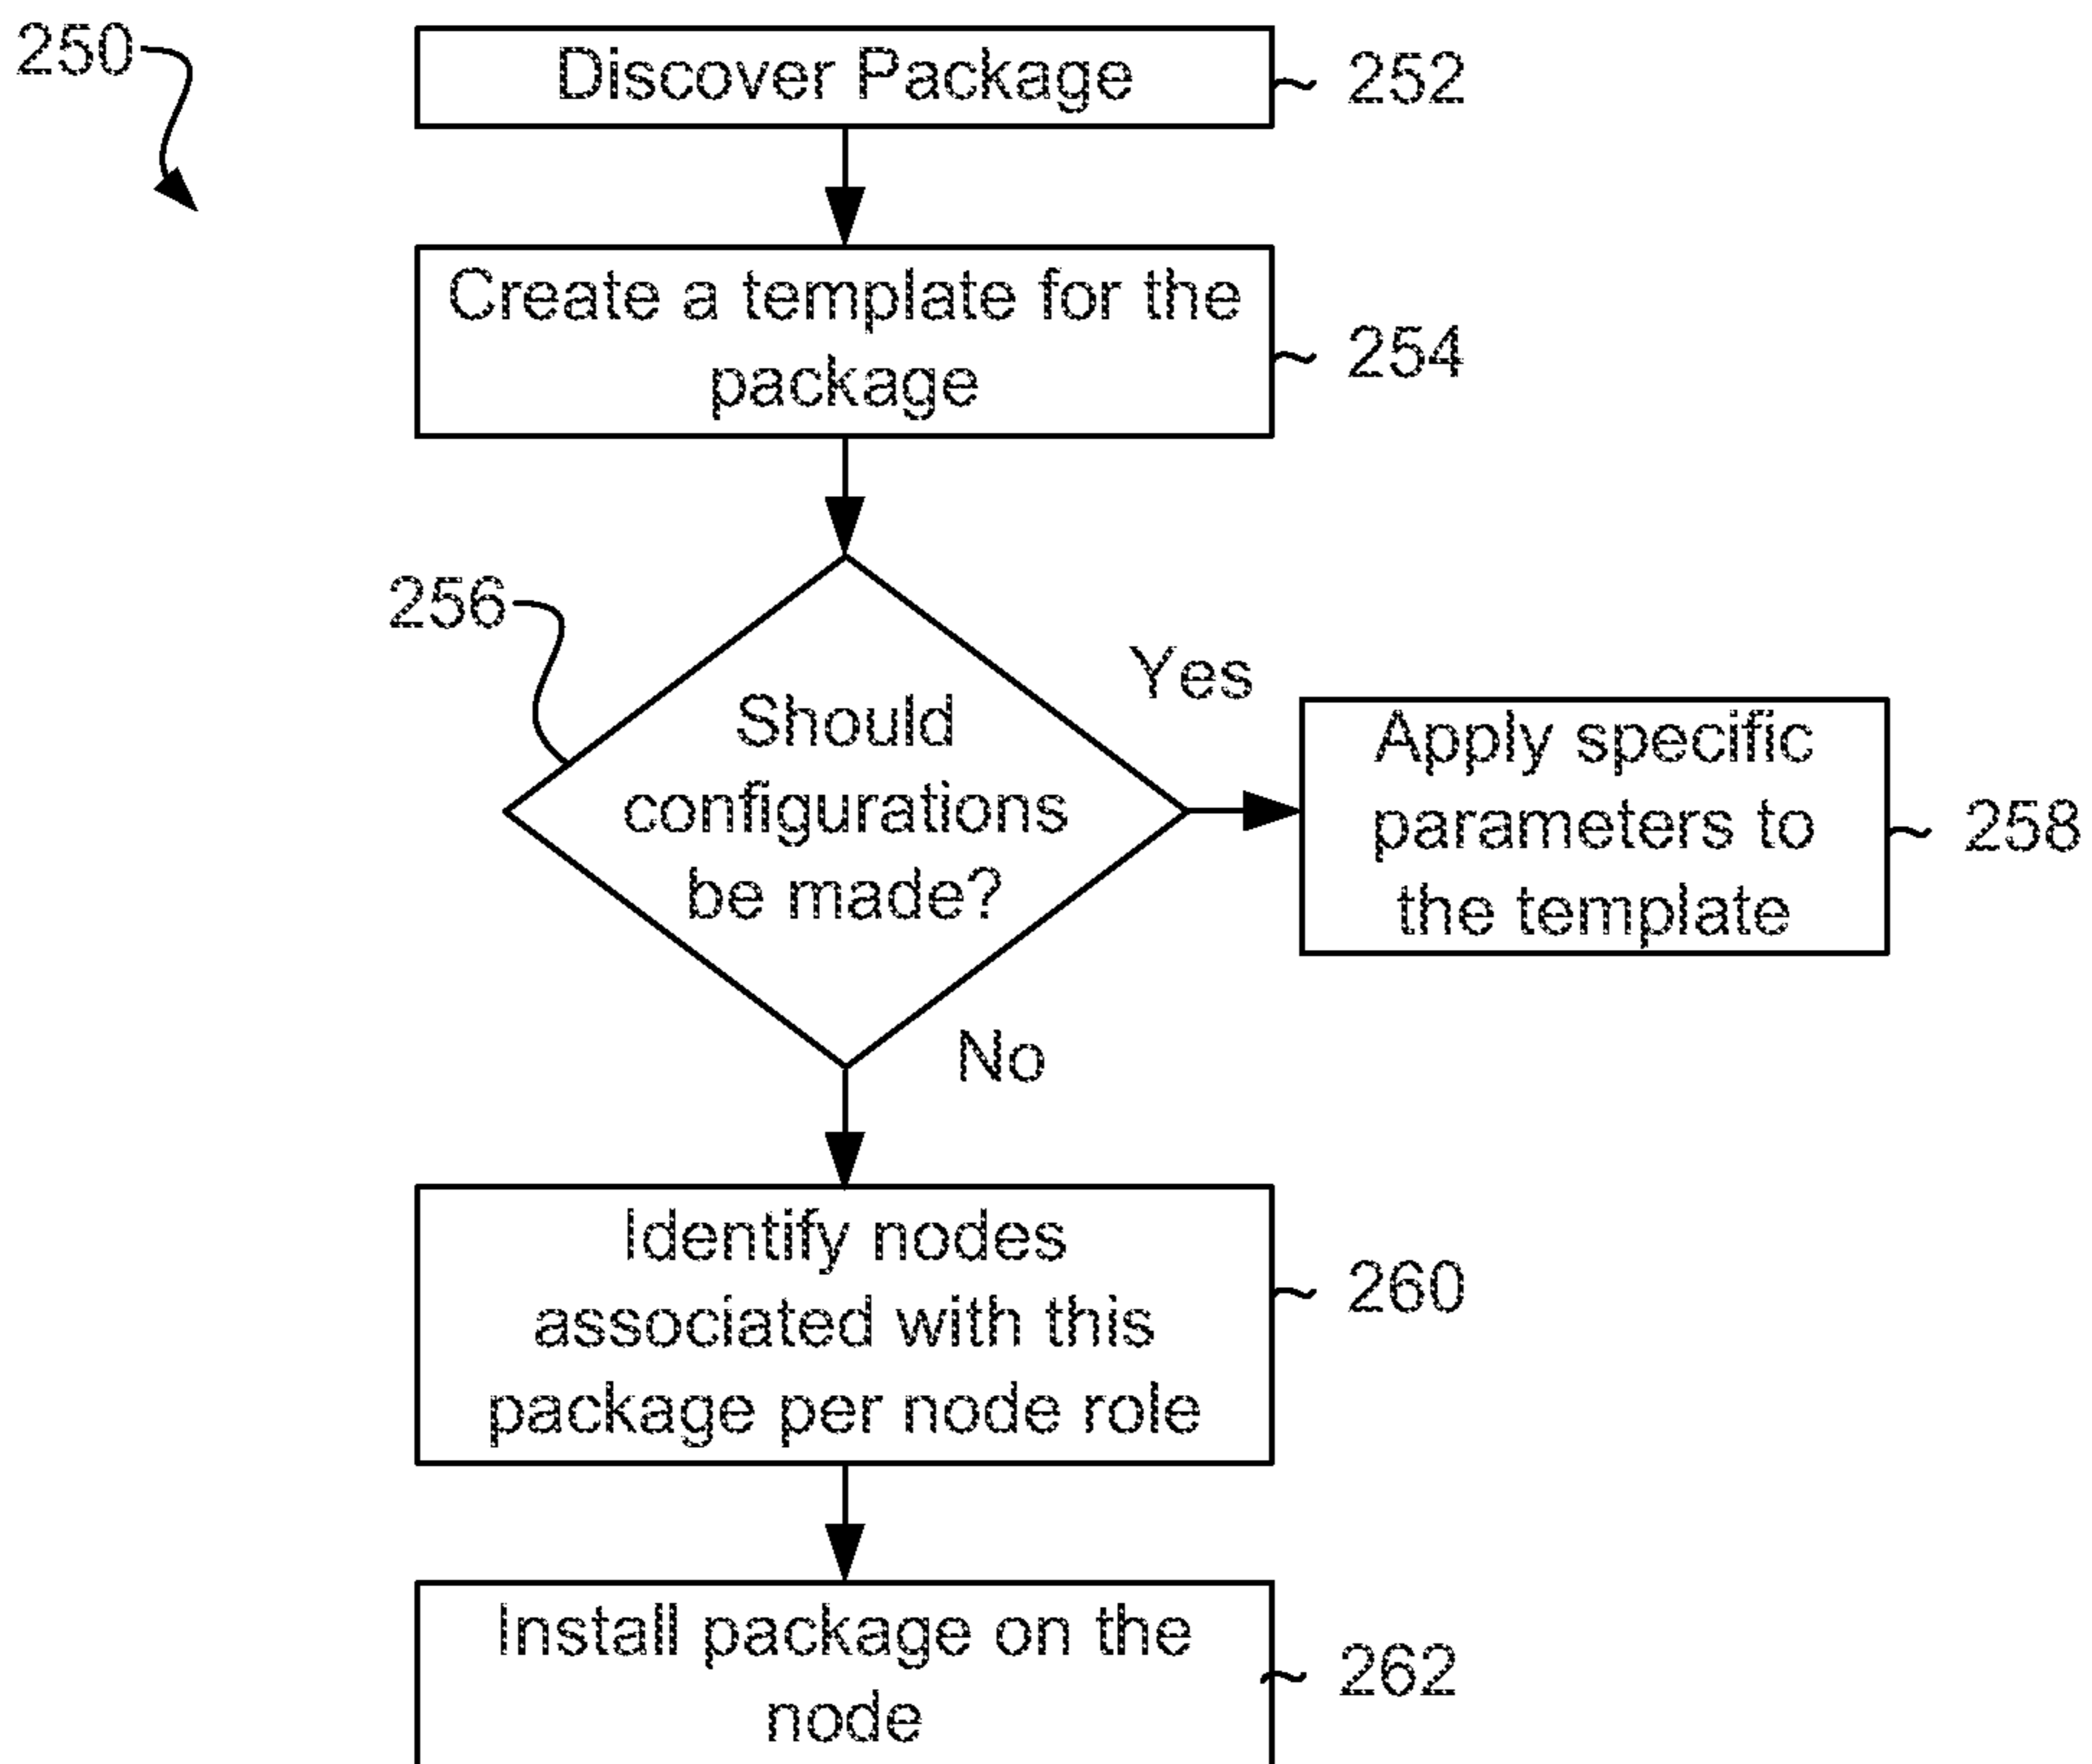 250
Discover Package
252
Create a template for the
package
254
256
Should
configurations
be made?
Yes
Apply specific
parameters to
the template
258
No
Identify nodes
associated with this
package per node role
260
Install package on the
node
262